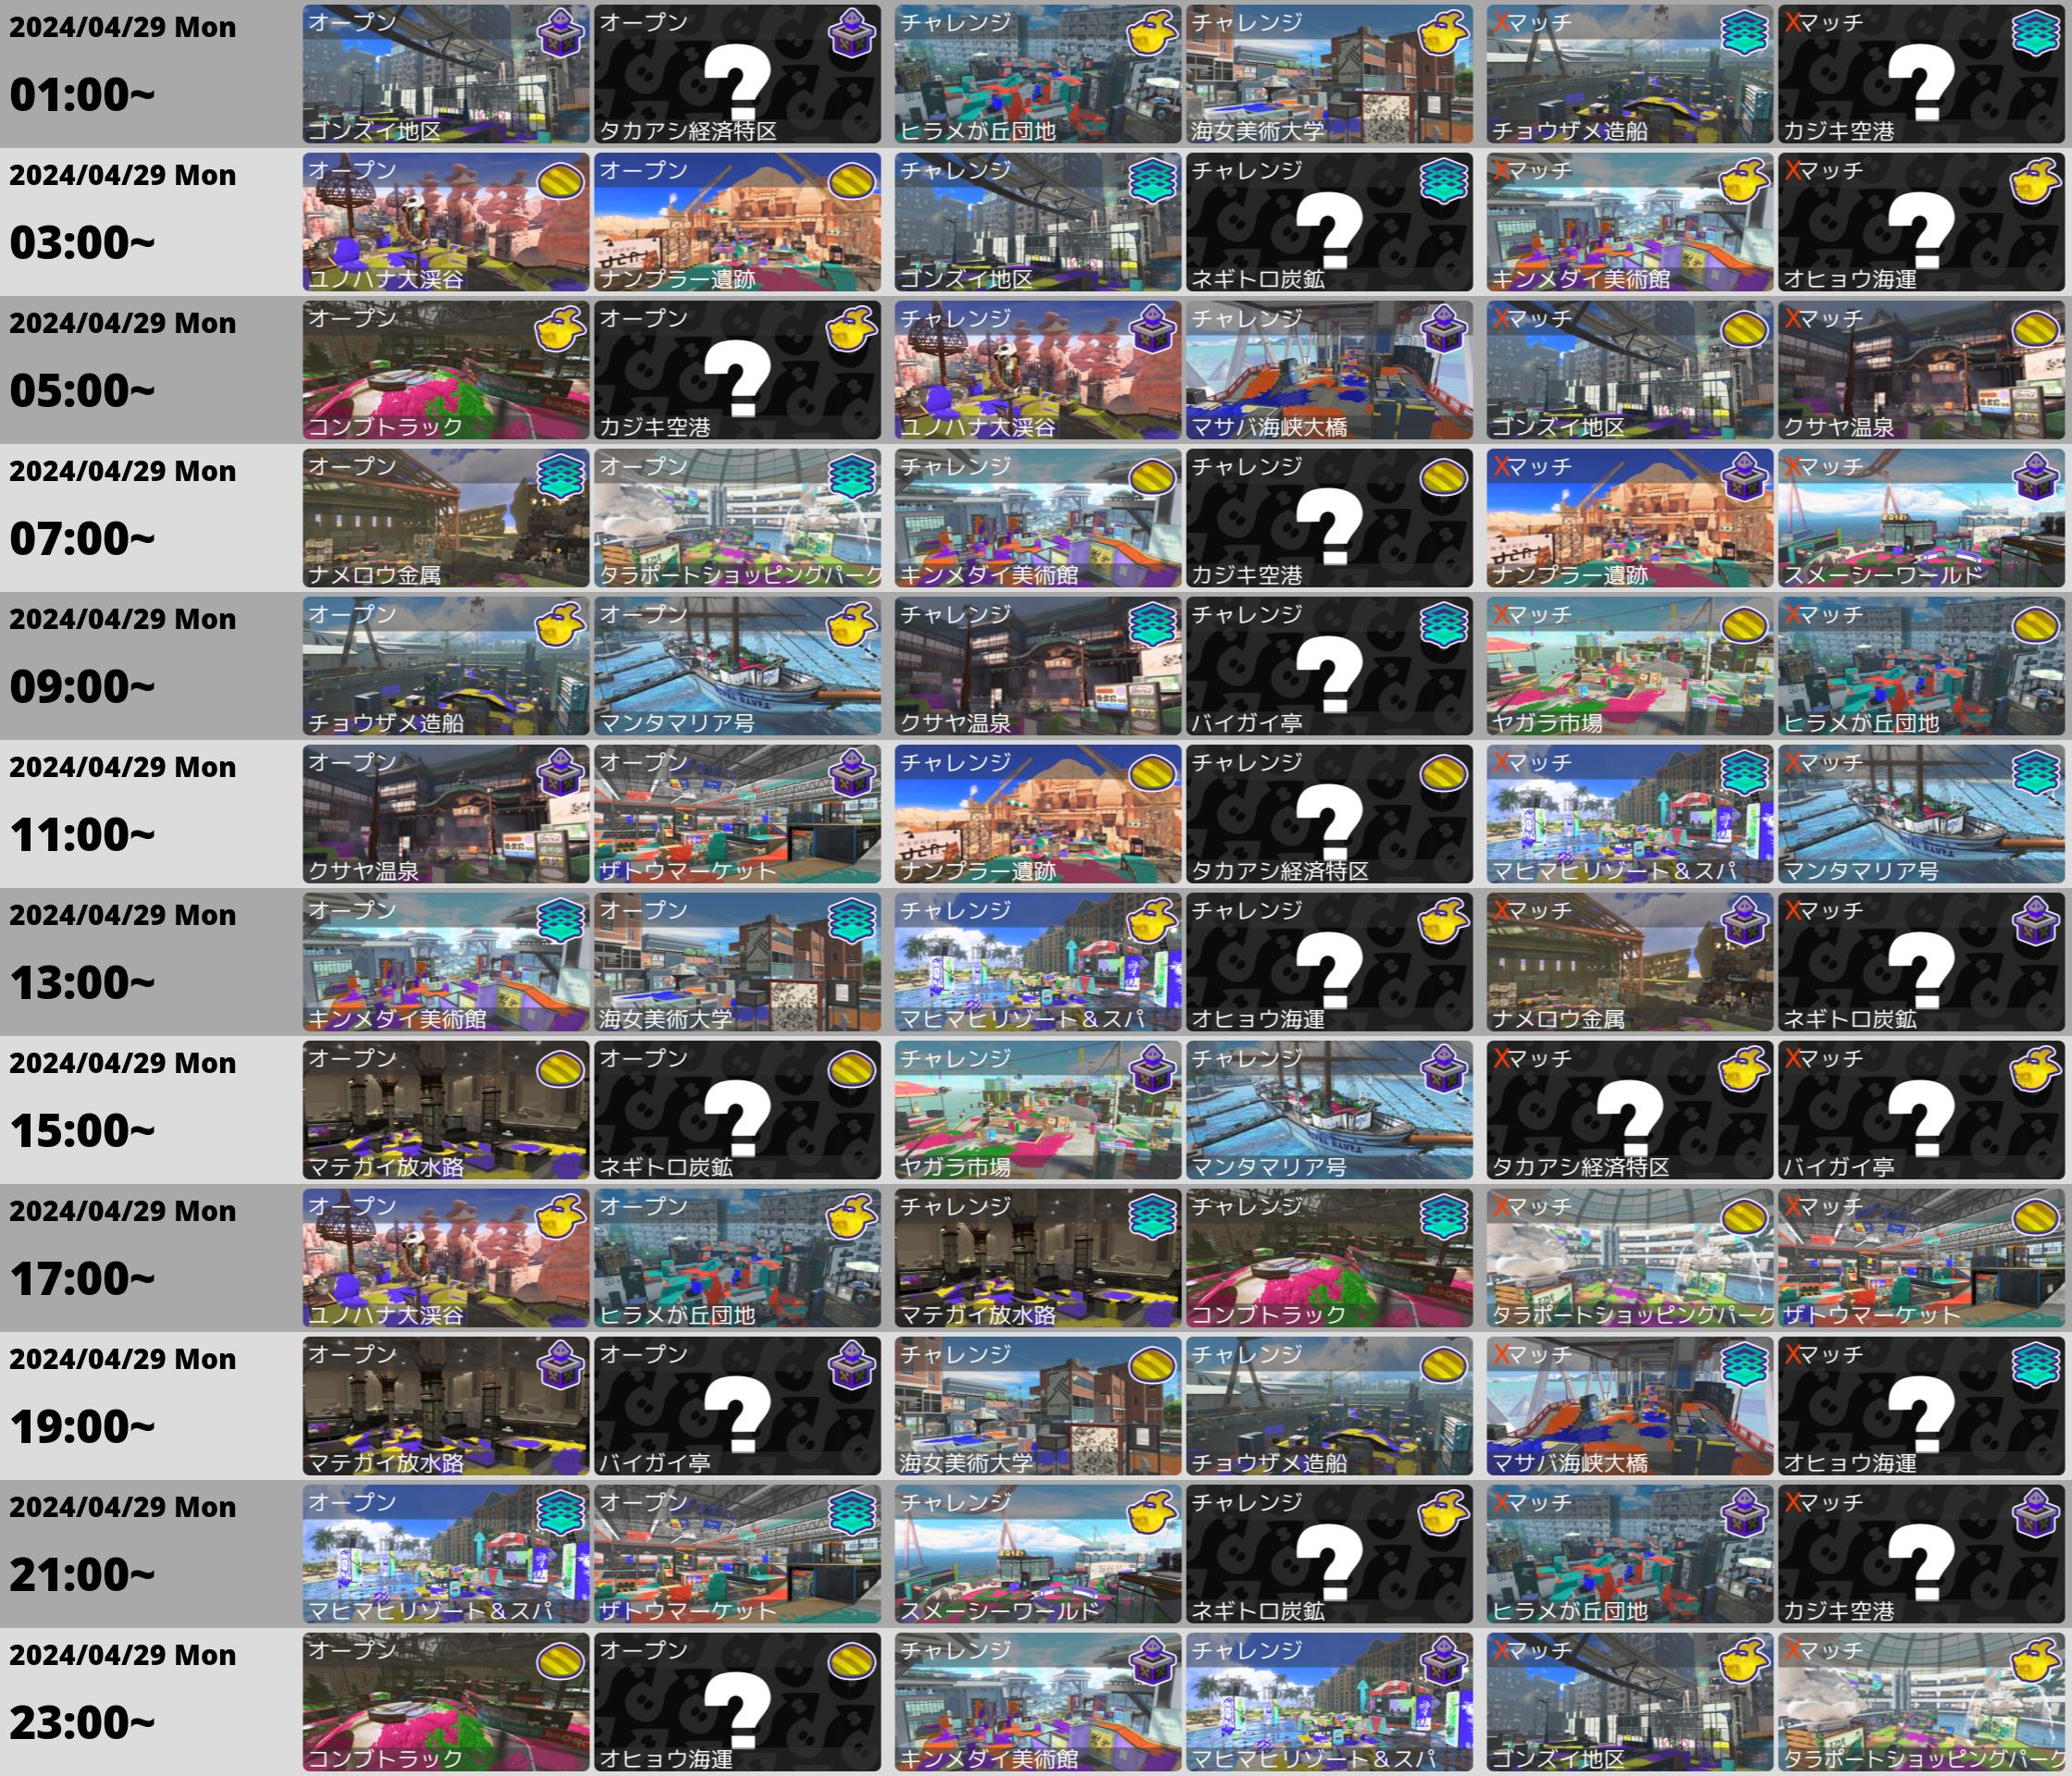 2024/04/29 Mon
01:00~
オープン
ゴンズイ地区
オープン
タカアシ経済特区
チャレンジ
ヒラメが丘団地
チャレンジ
海女美術大学
Xマッチ
チョウザメ造船
Xマッチ
カジキ空港
2024/04/29 Mon
03:00~
オープン
ユノハナ大渓谷
オープン
ナンプラー遺跡
チャレンジ
ゴンズイ地区
チャレンジ
ネギトロ炭鉱
Xマッチ
キンメダイ美術館
Xマッチ
オヒョウ海運
2024/04/29 Mon
05:00~
オープン
コンブトラック
オープン
カジキ空港
チャレンジ
ユノハナ大渓谷
チャレンジ
マサバ海峡大橋
Xマッチ
ゴンズイ地区
Xマッチ
クサヤ温泉
2024/04/29 Mon
07:00~
オープン
ナメロウ金属
オープン
タラポートショッピングパーク
チャレンジ
キンメダイ美術館
チャレンジ
カジキ空港
Xマッチ
ナンプラー遺跡
Xマッチ
スメーシーワールド
2024/04/29 Mon
09:00~
オープン
チョウザメ造船
オープン
マンタマリア号
チャレンジ
クサヤ温泉
チャレンジ
バイガイ亭
Xマッチ
ヤガラ市場
Xマッチ
ヒラメが丘団地
2024/04/29 Mon
11:00~
オープン
クサヤ温泉
オープン
ザトウマーケット
チャレンジ
ナンプラー遺跡
チャレンジ
タカアシ経済特区
Xマッチ
マヒマヒリゾート＆スパ
Xマッチ
マンタマリア号
2024/04/29 Mon
13:00~
オープン
キンメダイ美術館
オープン
海女美術大学
チャレンジ
マヒマヒリゾート＆スパ
チャレンジ
オヒョウ海運
Xマッチ
ナメロウ金属
Xマッチ
ネギトロ炭鉱
2024/04/29 Mon
15:00~
オープン
マテガイ放水路
オープン
ネギトロ炭鉱
チャレンジ
ヤガラ市場
チャレンジ
マンタマリア号
Xマッチ
タカアシ経済特区
Xマッチ
バイガイ亭
2024/04/29 Mon
17:00~
オープン
ユノハナ大渓谷
オープン
ヒラメが丘団地
チャレンジ
マテガイ放水路
チャレンジ
コンブトラック
Xマッチ
タラポートショッピングパーク
Xマッチ
ザトウマーケット
2024/04/29 Mon
19:00~
オープン
マテガイ放水路
オープン
バイガイ亭
チャレンジ
海女美術大学
チャレンジ
チョウザメ造船
Xマッチ
マサバ海峡大橋
Xマッチ
オヒョウ海運
2024/04/29 Mon
21:00~
オープン
マヒマヒリゾート＆スパ
オープン
ザトウマーケット
チャレンジ
スメーシーワールド
チャレンジ
ネギトロ炭鉱
Xマッチ
ヒラメが丘団地
Xマッチ
カジキ空港
2024/04/29 Mon
23:00~
オープン
コンブトラック
オープン
オヒョウ海運
チャレンジ
キンメダイ美術館
チャレンジ
マヒマヒリゾート＆スパ
Xマッチ
ゴンズイ地区
Xマッチ
タラポートショッピングパーク